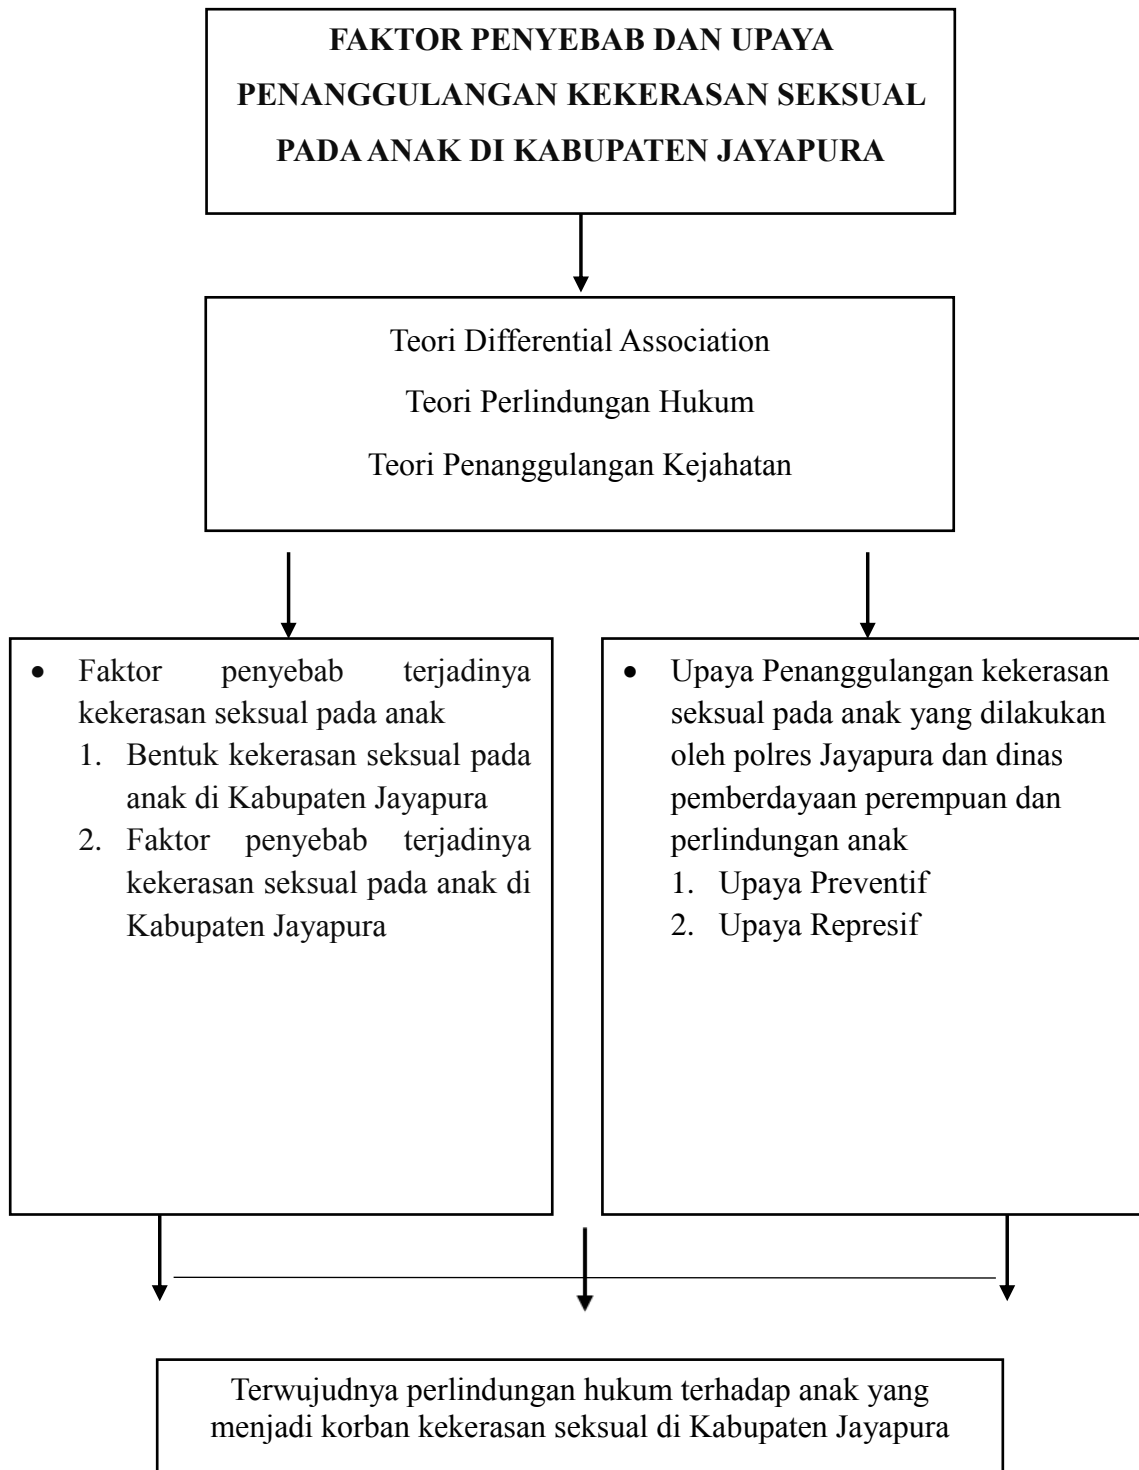 FAKTOR PENYEBAB DAN UPAYA
PENANGGULANGAN KEKERASAN SEKSUAL
PADA ANAK DI KABUPATEN JAYAPURA
Teori Differential Association
Teori Perlindungan Hukum
Teori Penanggulangan Kejahatan
• Faktor penyebab terjadinya
kekerasan seksual pada anak
1. Bentuk kekerasan seksual pada
anak di Kabupaten Jayapura
2. Faktor penyebab terjadinya
kekerasan seksual pada anak di
Kabupaten Jayapura
• Upaya Penanggulangan kekerasan
seksual pada anak yang dilakukan
oleh polres Jayapura dan dinas
pemberdayaan perempuan dan
perlindungan anak
1. Upaya Preventif
2. Upaya Represif
Terwujudnya perlindungan hukum terhadap anak yang
menjadi korban kekerasan seksual di Kabupaten Jayapura